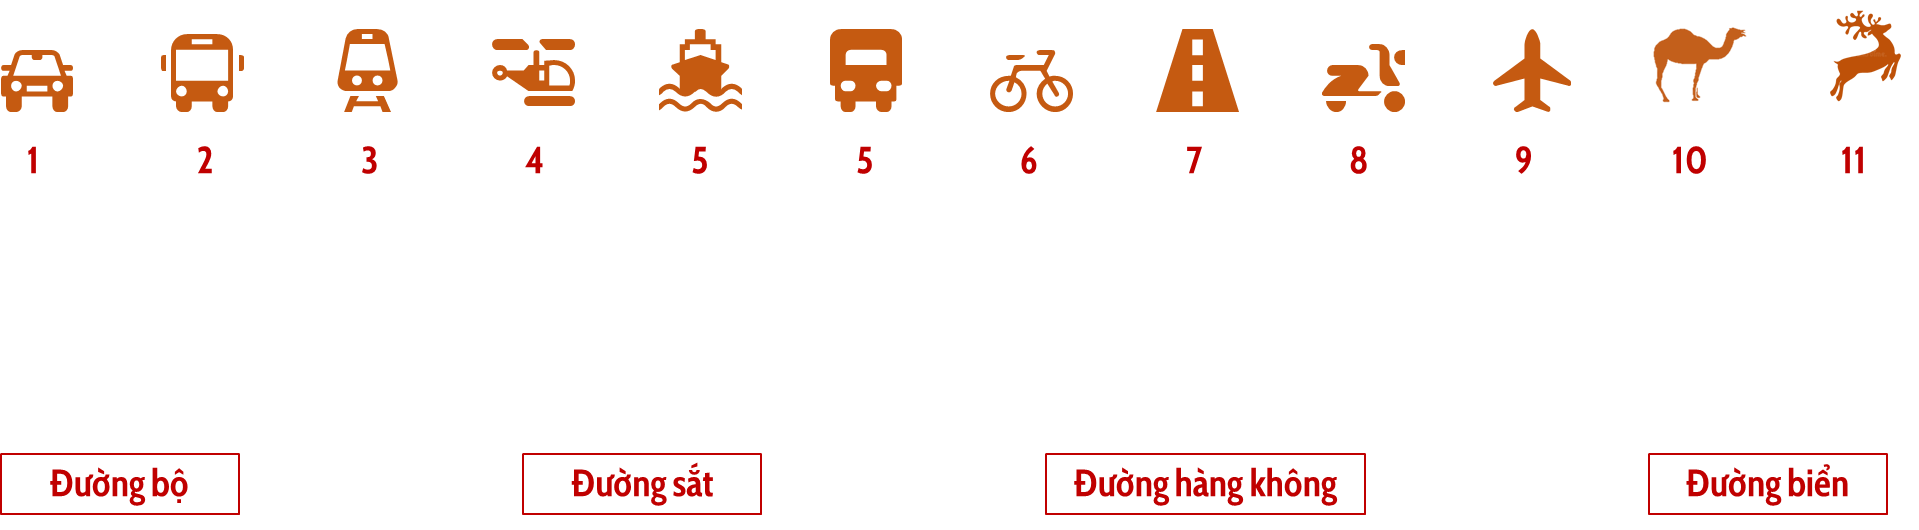 1 2 3 4 5 5 6 7 8 9 10 11
Đường bộ Đường sắt Đường hàng không Đường biển